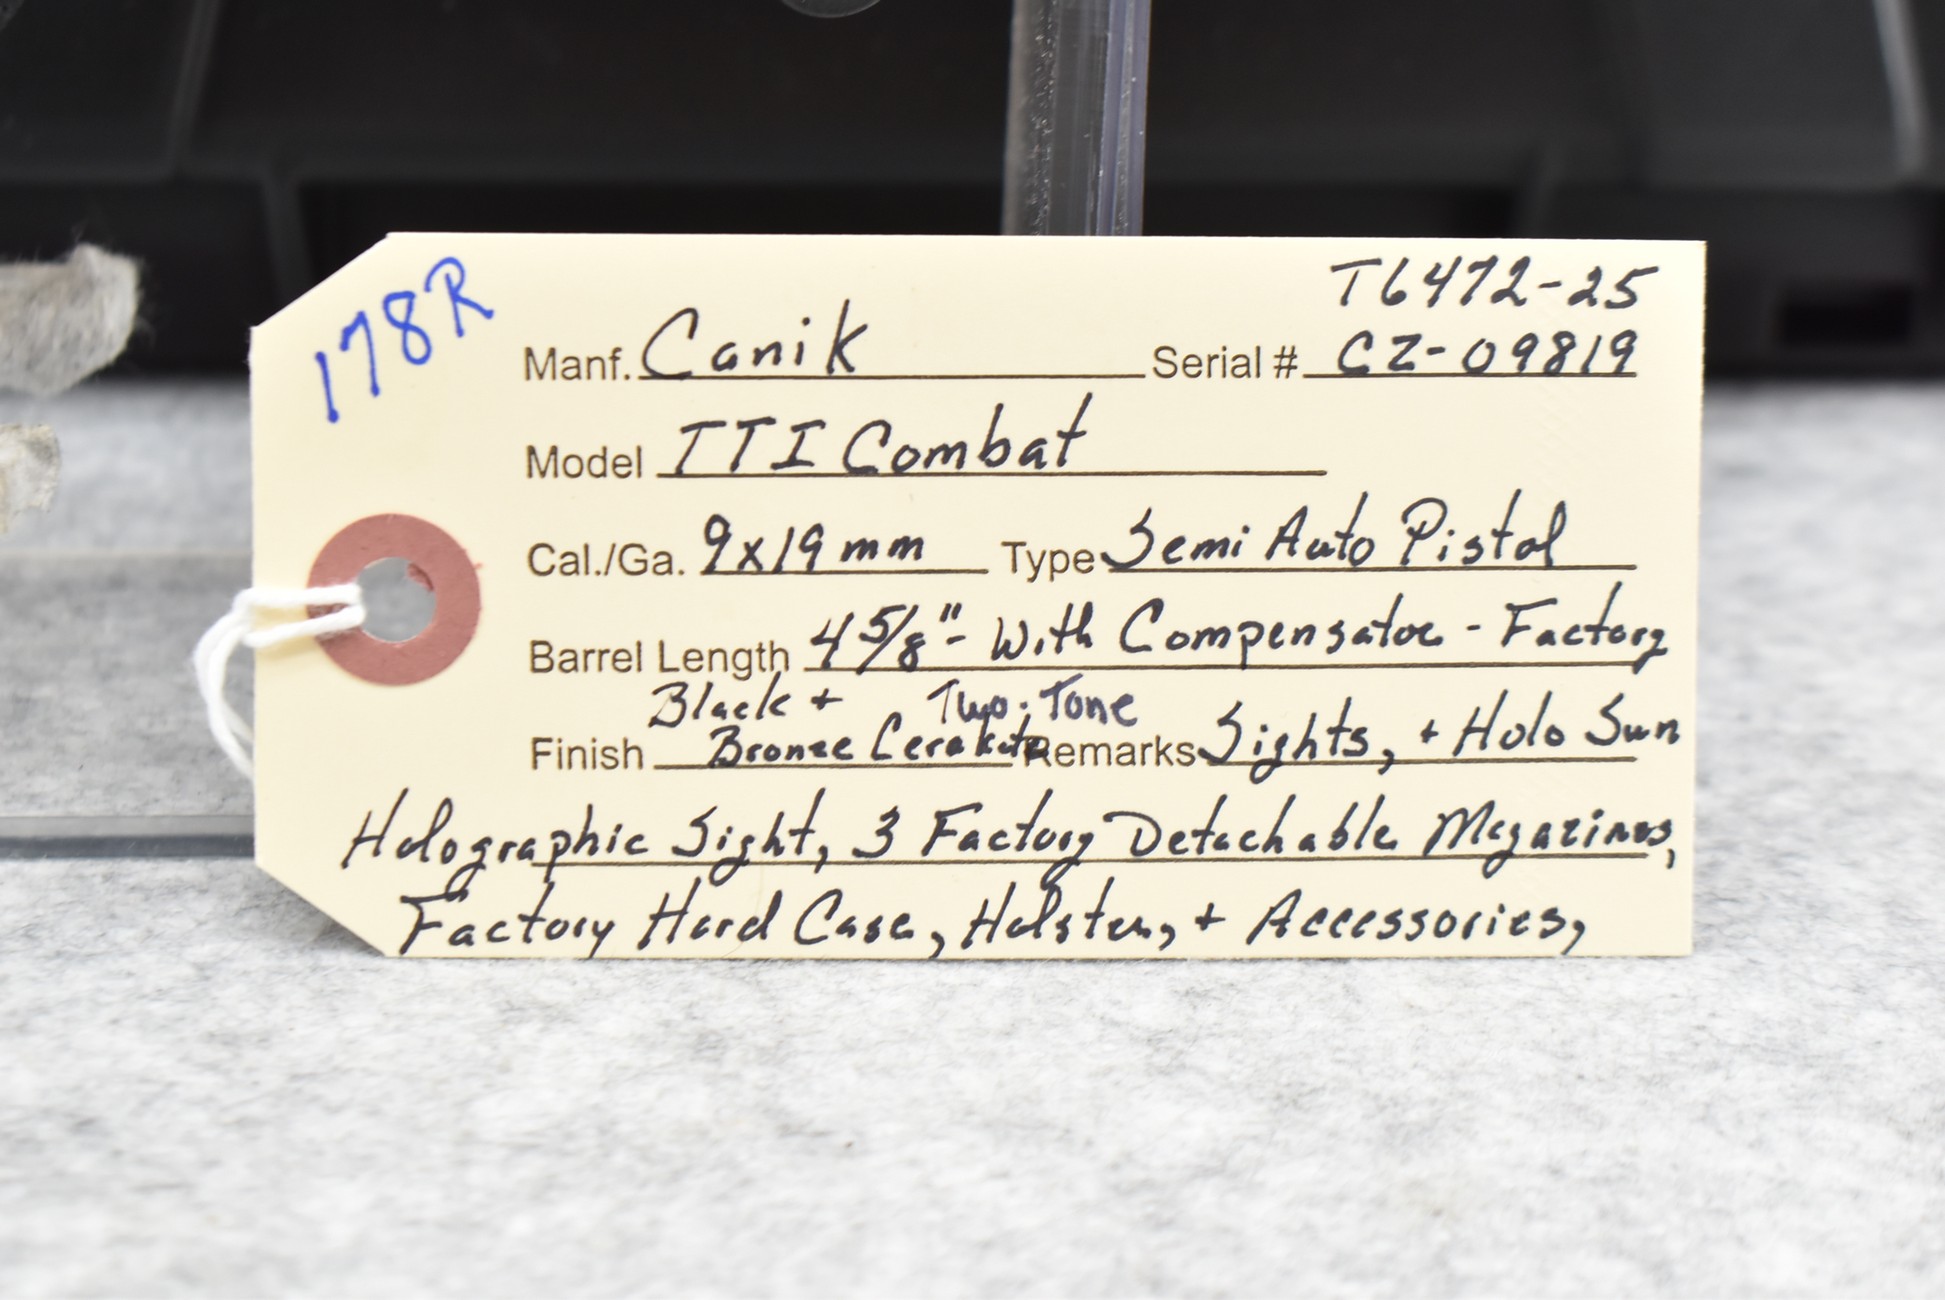 178R
T6472-25
Manf. Canik Serial # CZ-09819
Model TTI Combat
Cal./Ga. 9x19mm Type Semi Auto Pistol
Barrel Length 4 5/8" - With Compensator - Factory
Black + Two-Tone
Finish Bronze Cerakote Remarks Sights, + Holo Sun
Holographic Sight, 3 Factory Detachable Magazines,
Factory Hard Case, Holster, + Accessories,